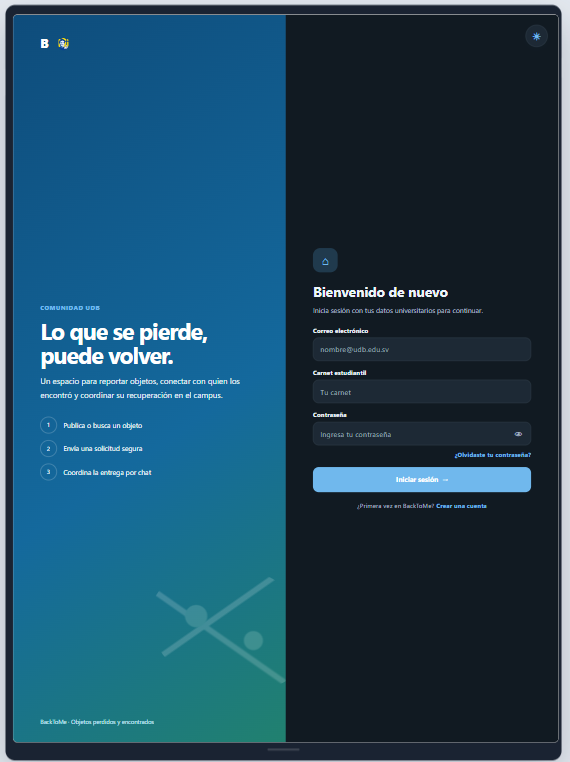 B
COMUNIDAD UDB
Lo que se pierde,
puede volver.
Un espacio para reportar objetos, conectar con quien los
encontró y coordinar su recuperación en el campus.
1 Publica o busca un objeto
2 Envía una solicitud segura
3 Coordina la entrega por chat
BackToMe · Objetos perdidos y encontrados
Bienvenido de nuevo
Inicia sesión con tus datos universitarios para continuar.
Correo electrónico
nombre@udb.edu.sv
Carnet estudiantil
Tu carnet
Contraseña
Ingresa tu contraseña
¿Olvidaste tu contraseña?
Iniciar sesión →
¿Primera vez en BackToMe? Crear una cuenta